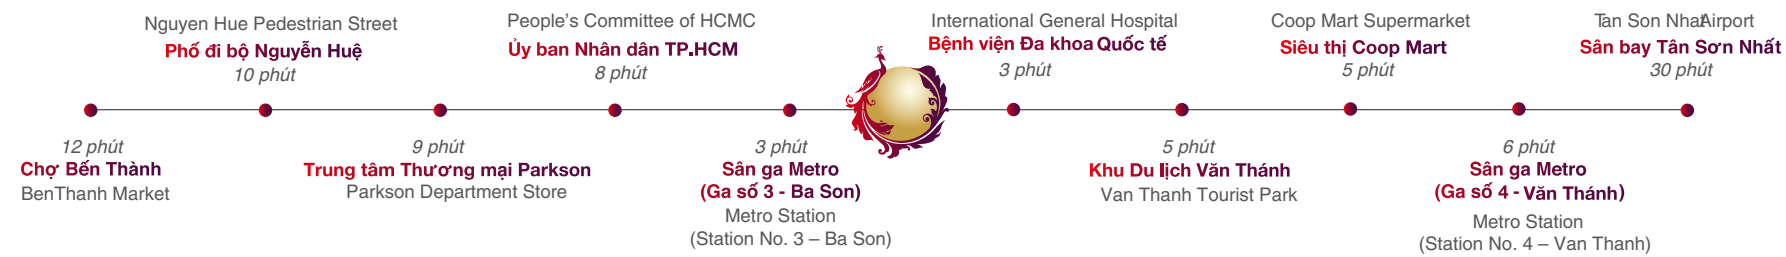 Nguyen Hue Pedestrian Street
Phố đi bộ Nguyễn Huệ
10 phút
People's Committee of HCMC
Ủy ban Nhân dân TP.HCM
8 phút
International General Hospital
Bệnh viện Đa khoa Quốc tế
3 phút
Coop Mart Supermarket
Siêu thị Coop Mart
5 phút
Tan Son Nhat Airport
Sân bay Tân Sơn Nhất
30 phút
12 phút
Chợ Bến Thành
BenThanh Market
9 phút
Trung tâm Thương mại Parkson
Parkson Department Store
3 phút
Sân ga Metro
(Ga số 3 - Ba Son)
Metro Station
(Station No. 3 – Ba Son)
5 phút
Khu Du lịch Văn Thánh
Van Thanh Tourist Park
6 phút
Sân ga Metro
(Ga số 4 - Văn Thánh)
Metro Station
(Station No. 4 – Van Thanh)